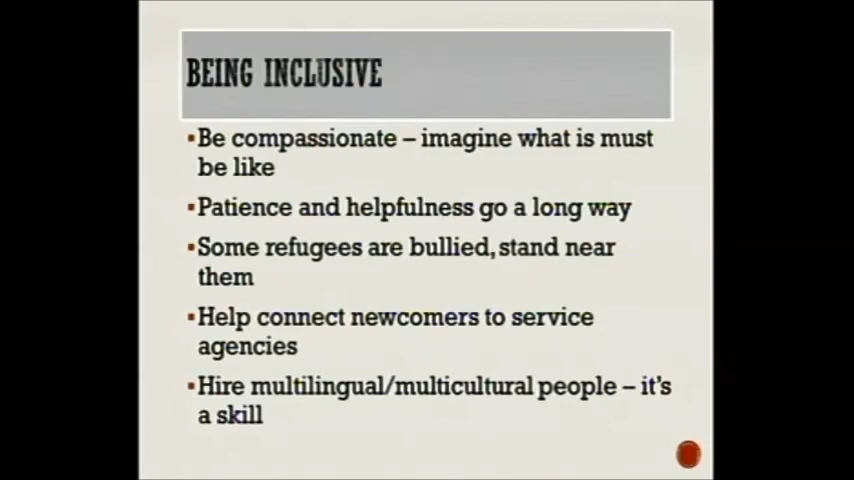 BEING INCLUSIVE
▪Be compassionate – imagine what is must
be like
▪Patience and helpfulness go a long way
▪Some refugees are bullied, stand near
them
▪Help connect newcomers to service
agencies
▪Hire multilingual/multicultural people – it's
a skill